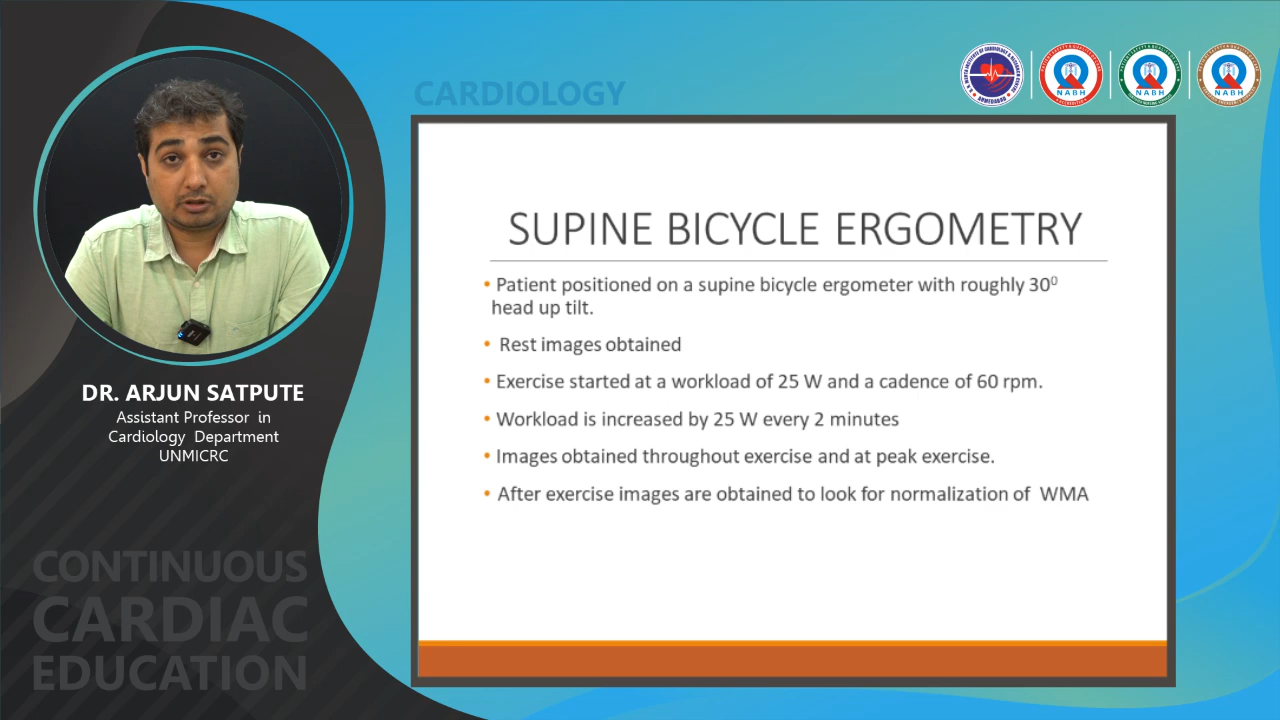 CARDIOLOGY
NABH
NABH
NABH
SUPINE BICYCLE ERGOMETRY
• Patient positioned on a supine bicycle ergometer with roughly 30⁰
head up tilt.
• Rest images obtained
• Exercise started at a workload of 25 W and a cadence of 60 rpm.
• Workload is increased by 25 W every 2 minutes
• Images obtained throughout exercise and at peak exercise.
• After exercise images are obtained to look for normalization of WMA
DR. ARJUN SATPUTE
Assistant Professor in
Cardiology Department
UNMICRC
CONTINUOUS
CARDIAC
EDUCATION